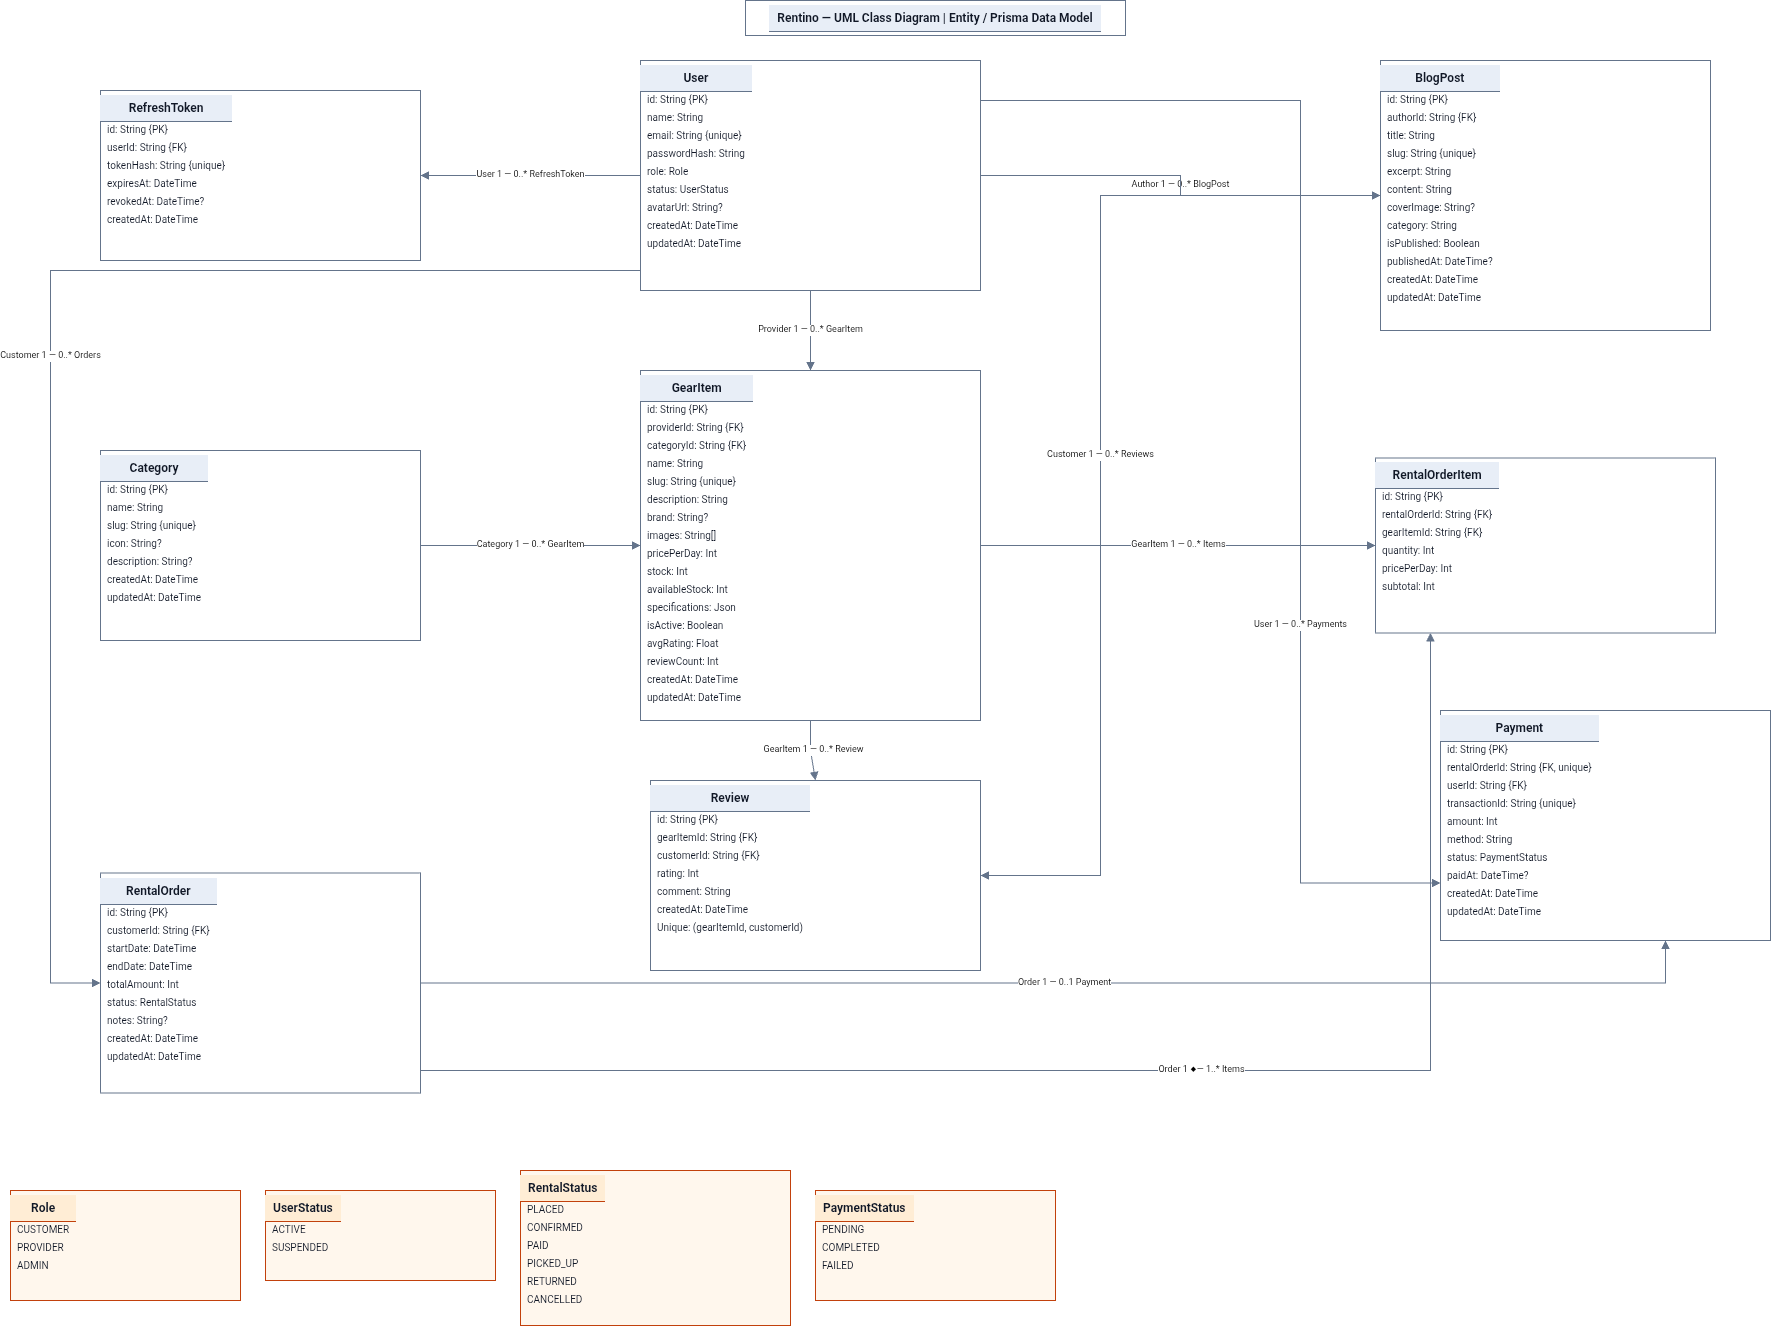 Rentino — UML Class Diagram | Entity / Prisma Data Model
User
id: String {PK}
name: String
email: String {unique}
passwordHash: String
role: Role
status: UserStatus
avatarUrl: String?
createdAt: DateTime
updatedAt: DateTime
BlogPost
id: String {PK}
authorId: String {FK}
title: String
slug: String {unique}
excerpt: String
content: String
coverImage: String?
category: String
isPublished: Boolean
publishedAt: DateTime?
createdAt: DateTime
updatedAt: DateTime
RefreshToken
id: String {PK}
userId: String {FK}
tokenHash: String {unique}
expiresAt: DateTime
revokedAt: DateTime?
createdAt: DateTime
User 1 — 0..* RefreshToken
Author 1 — 0..* BlogPost
Provider 1 — 0..* GearItem
Customer 1 — 0..* Orders
GearItem
id: String {PK}
providerId: String {FK}
categoryId: String {FK}
name: String
slug: String {unique}
description: String
brand: String?
images: String[]
pricePerDay: Int
stock: Int
availableStock: Int
specifications: Json
isActive: Boolean
avgRating: Float
reviewCount: Int
createdAt: DateTime
updatedAt: DateTime
Category
id: String {PK}
name: String
slug: String {unique}
icon: String?
description: String?
createdAt: DateTime
updatedAt: DateTime
Category 1 — 0..* GearItem
Customer 1 — 0..* Reviews
GearItem 1 — 0..* Items
RentalOrderItem
id: String {PK}
rentalOrderId: String {FK}
gearItemId: String {FK}
quantity: Int
pricePerDay: Int
subtotal: Int
User 1 — 0..* Payments
GearItem 1 — 0..* Review
Payment
id: String {PK}
rentalOrderId: String {FK, unique}
userId: String {FK}
transactionId: String {unique}
amount: Int
method: String
status: PaymentStatus
paidAt: DateTime?
createdAt: DateTime
updatedAt: DateTime
Review
id: String {PK}
gearItemId: String {FK}
customerId: String {FK}
rating: Int
comment: String
createdAt: DateTime
Unique: (gearItemId, customerId)
RentalOrder
id: String {PK}
customerId: String {FK}
startDate: DateTime
endDate: DateTime
totalAmount: Int
status: RentalStatus
notes: String?
createdAt: DateTime
updatedAt: DateTime
Order 1 — 0..1 Payment
Order 1 ◆— 1..* Items
Role
CUSTOMER
PROVIDER
ADMIN
UserStatus
ACTIVE
SUSPENDED
RentalStatus
PLACED
CONFIRMED
PAID
PICKED_UP
RETURNED
CANCELLED
PaymentStatus
PENDING
COMPLETED
FAILED